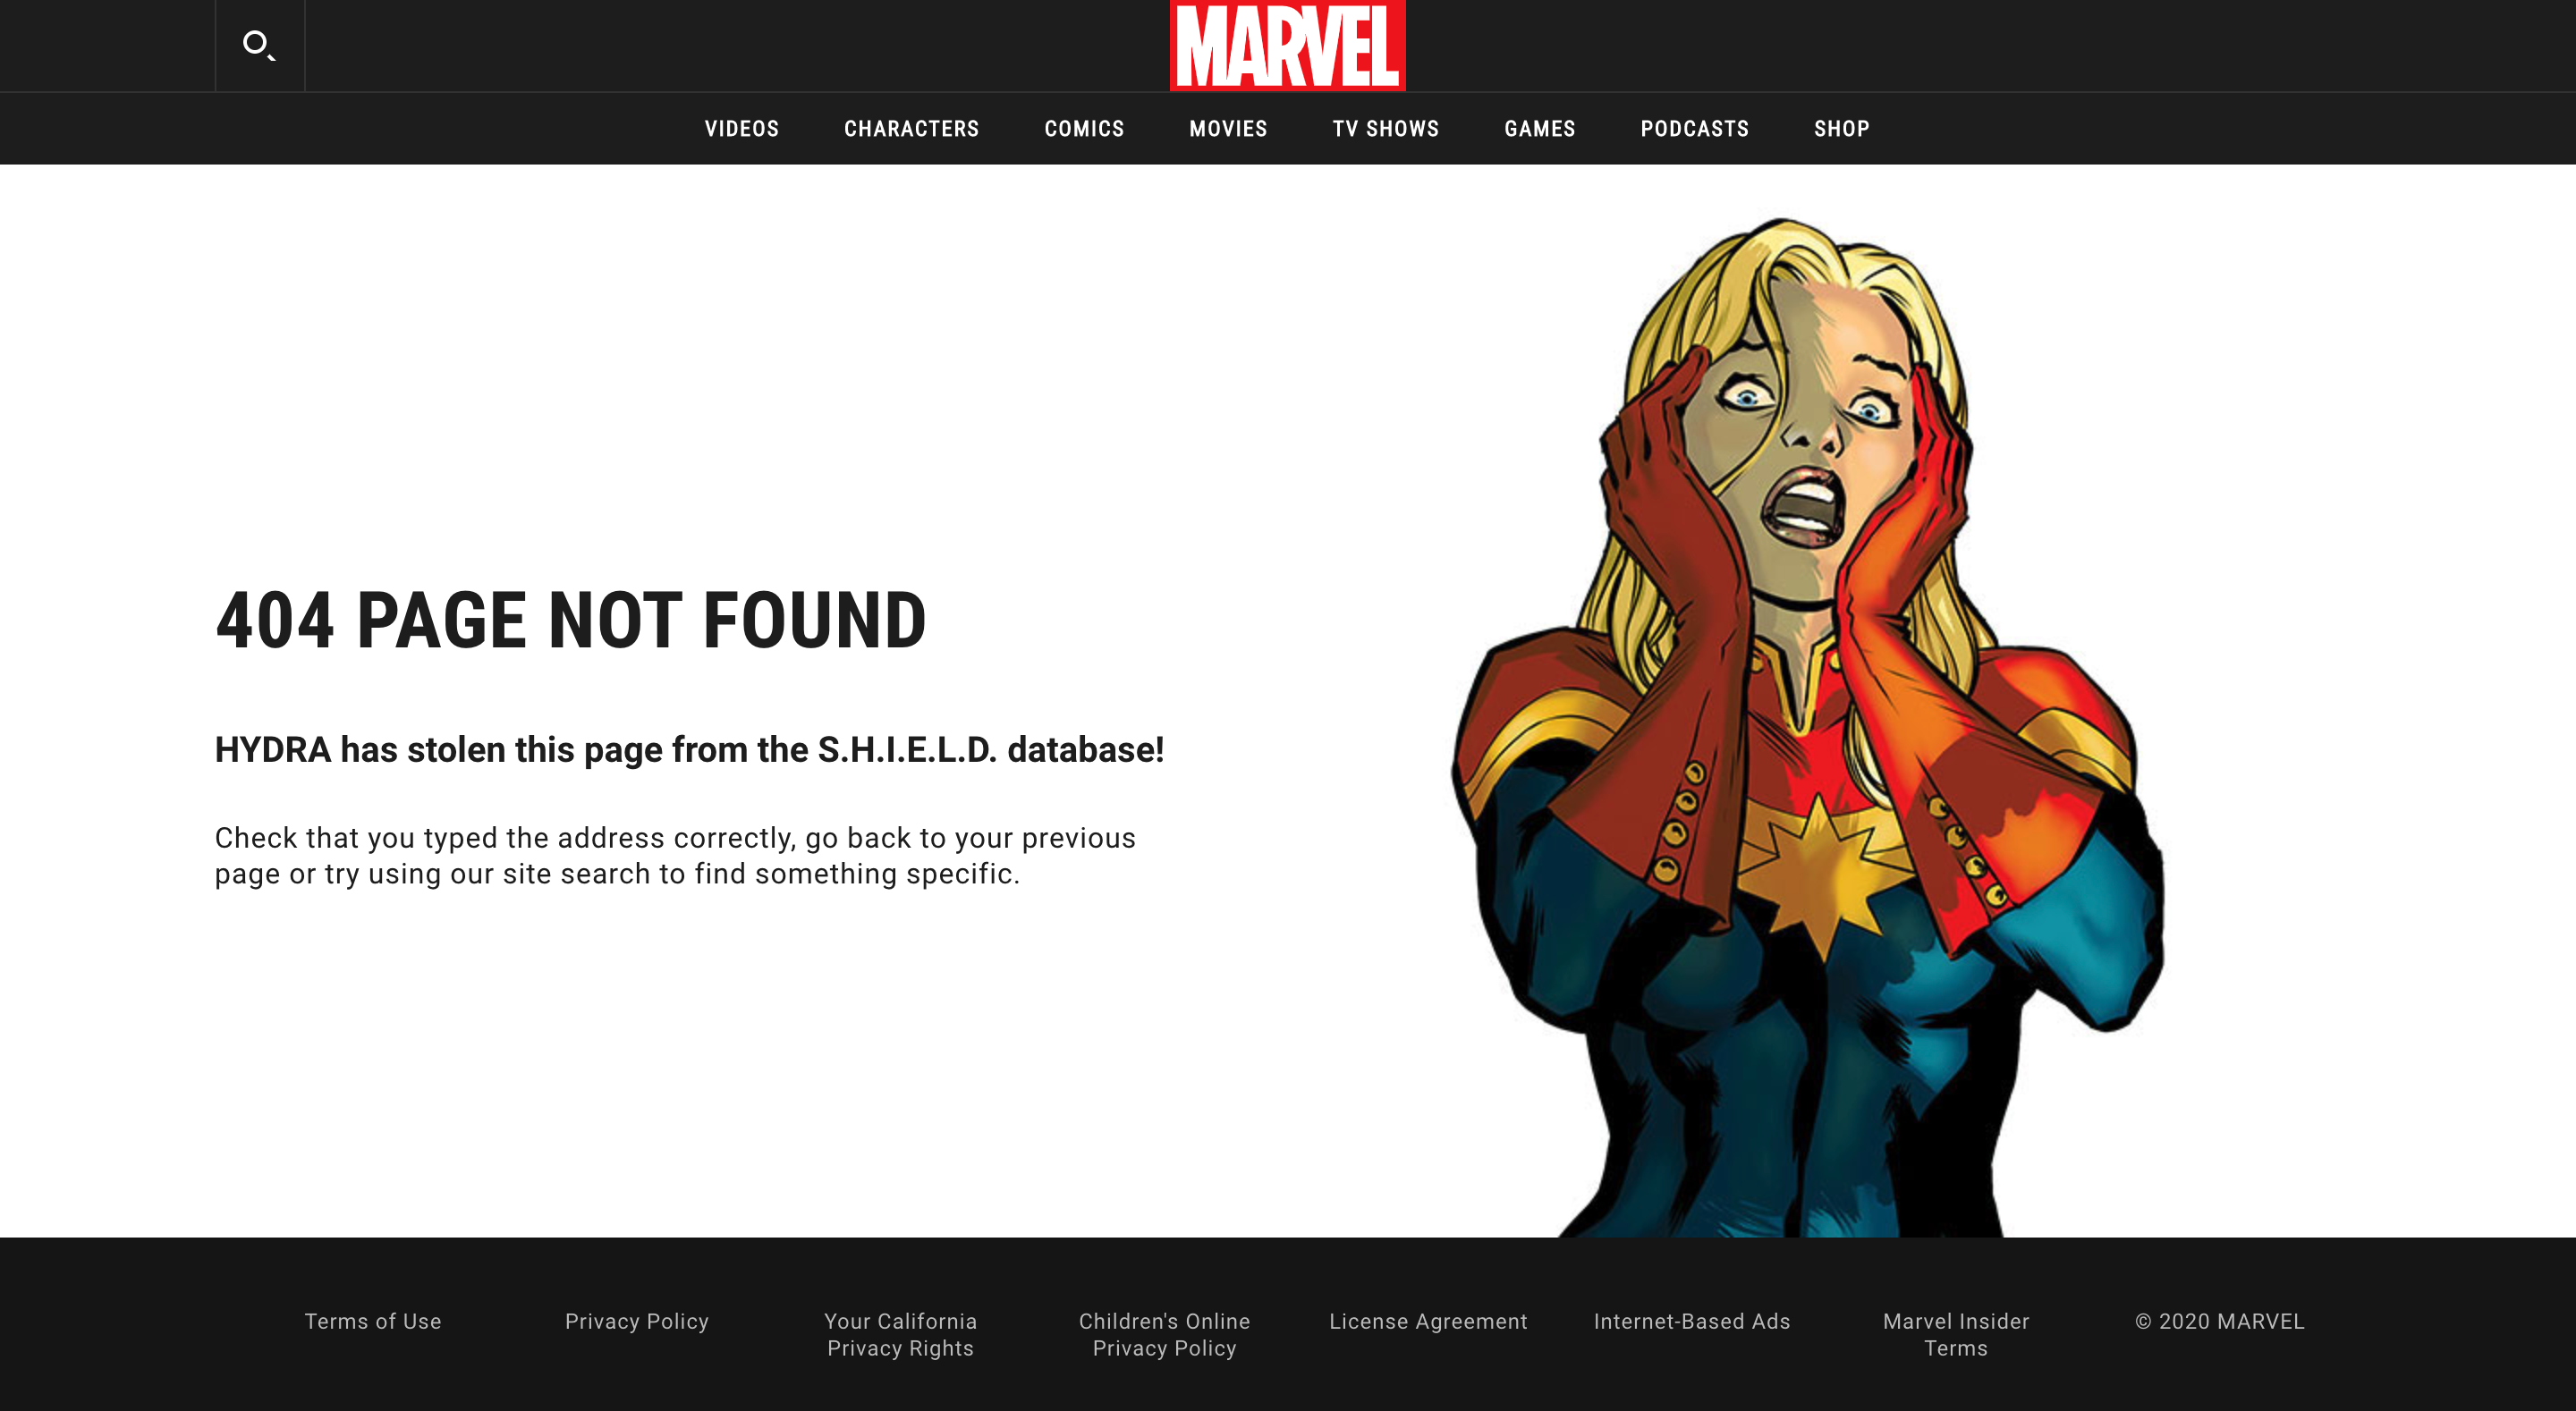 MARVEL
VIDEOS
CHARACTERS
COMICS
MOVIES
TV SHOWS
GAMES
PODCASTS
SHOP
404 PAGE NOT FOUND
HYDRA has stolen this page from the S.H.I.E.L.D. database!
Check that you typed the address correctly, go back to your previous
page or try using our site search to find something specific.
Terms of Use
Privacy Policy
Your California
Privacy Rights
Children's Online
Privacy Policy
License Agreement
Internet-Based Ads
Marvel Insider
Terms
© 2020 MARVEL